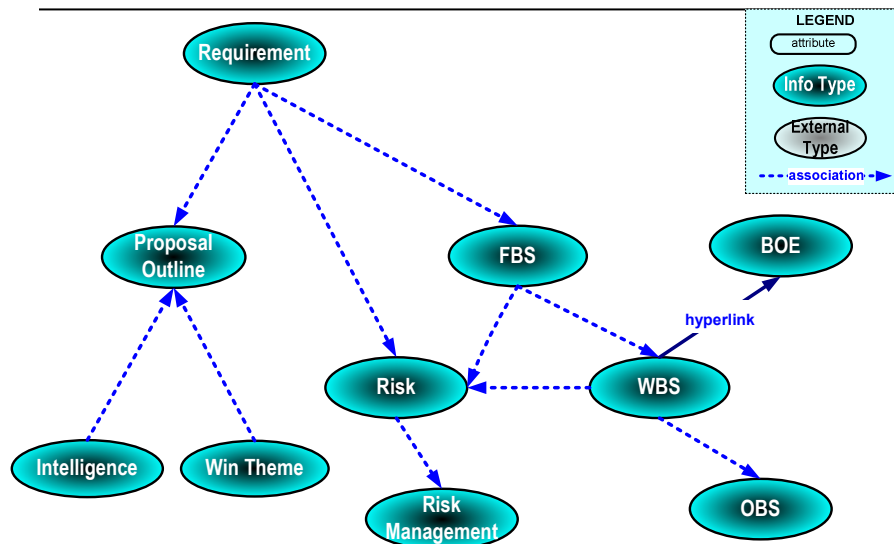 LEGEND
attribute
Info Type
External
Type
association
Requirement
Proposal
Outline
FBS
BOE
hyperlink
Risk
WBS
Intelligence
Win Theme
Risk
Management
OBS